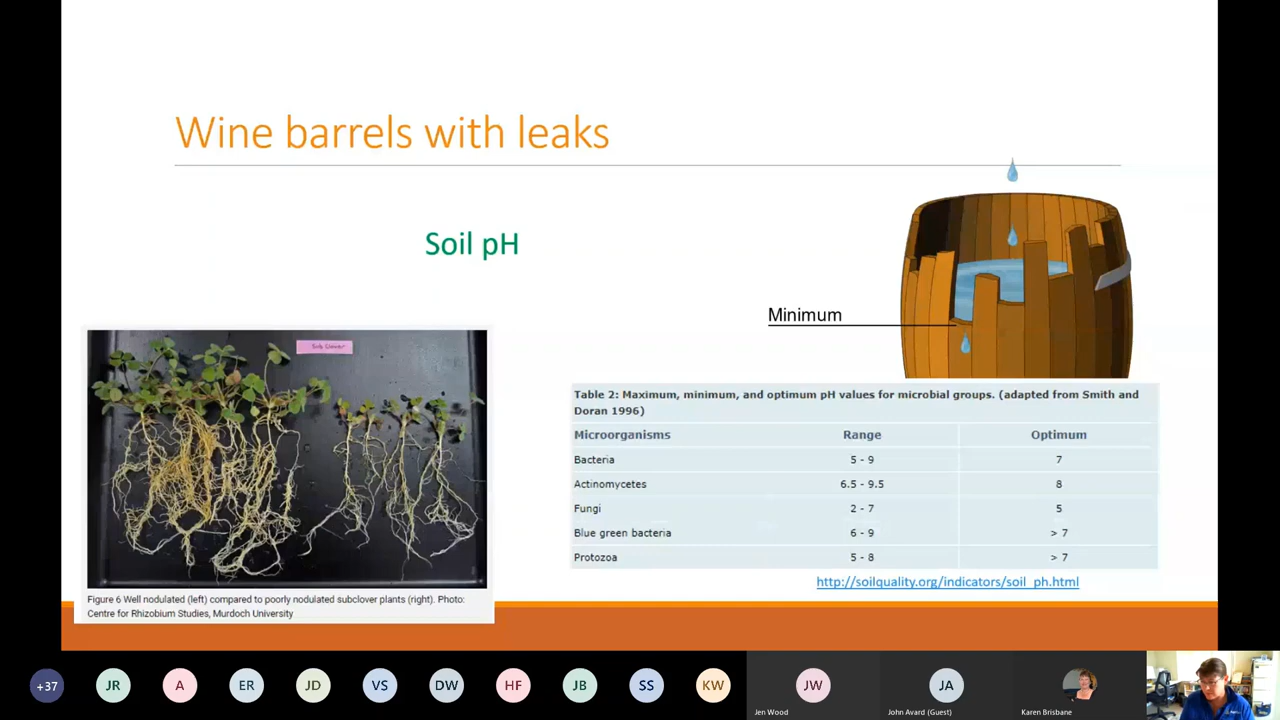 Wine barrels with leaks
Soil pH
Minimum
Table 2: Maximum, minimum, and optimum pH values for microbial groups. (adapted from Smith and
Doran 1996)
Microorganisms Range Optimum
Bacteria 5 - 9 7
Actinomycetes 6.5 - 9.5 8
Fungi 2 - 7 5
Blue green bacteria 6 - 9 > 7
Protozoa 5 - 8 > 7
http://soilquality.org/indicators/soil_ph.html
Figure 6 Well nodulated (left) compared to poorly nodulated subclover plants (right). Photo:
Centre for Rhizobium Studies, Murdoch University
+37 JR A ER JD VS DW HF JB SS KW JW JA
Jen Wood John Avard (Guest) Karen Brisbane